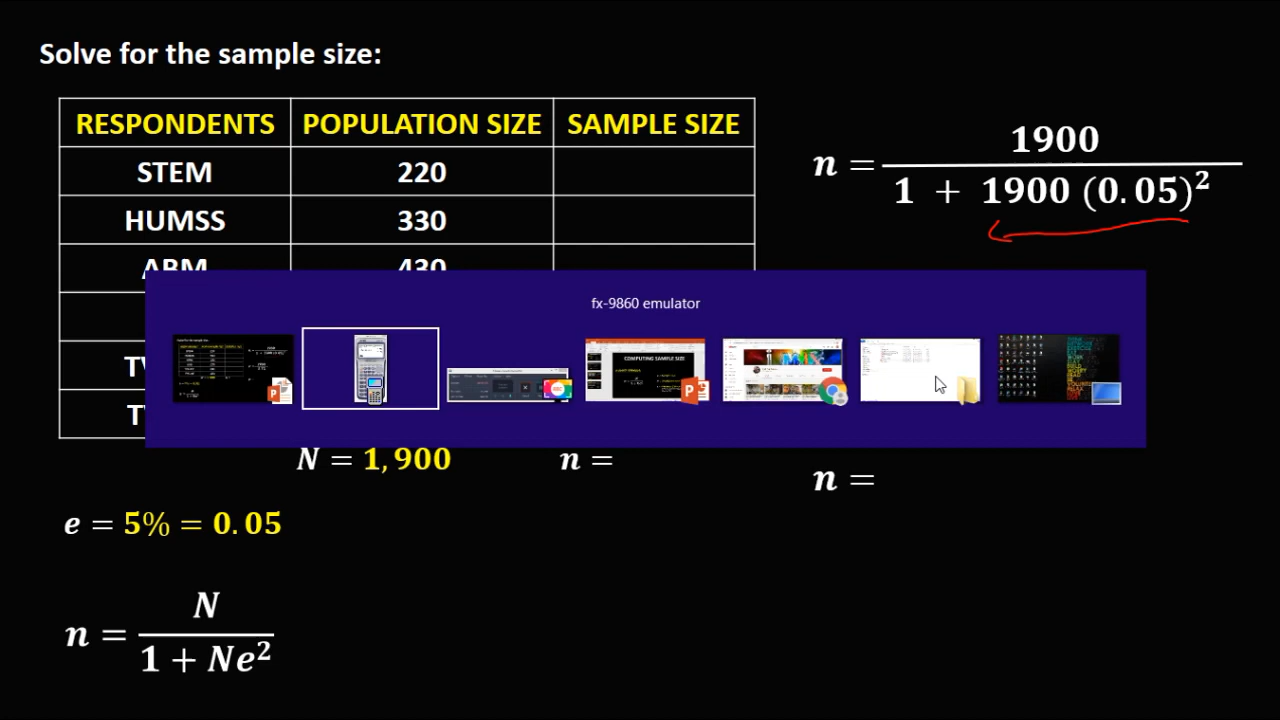 Solve for the sample size:
RESPONDENTS POPULATION SIZE SAMPLE SIZE
STEM 220
HUMSS 330
ABM 430
n = 1900 / 1 + 1900 (0.05)²
fx-9860 emulator
COMPUTING SAMPLE SIZE
N = 1,900
n =
n =
e = 5% = 0.05
n = N / 1 + Ne²